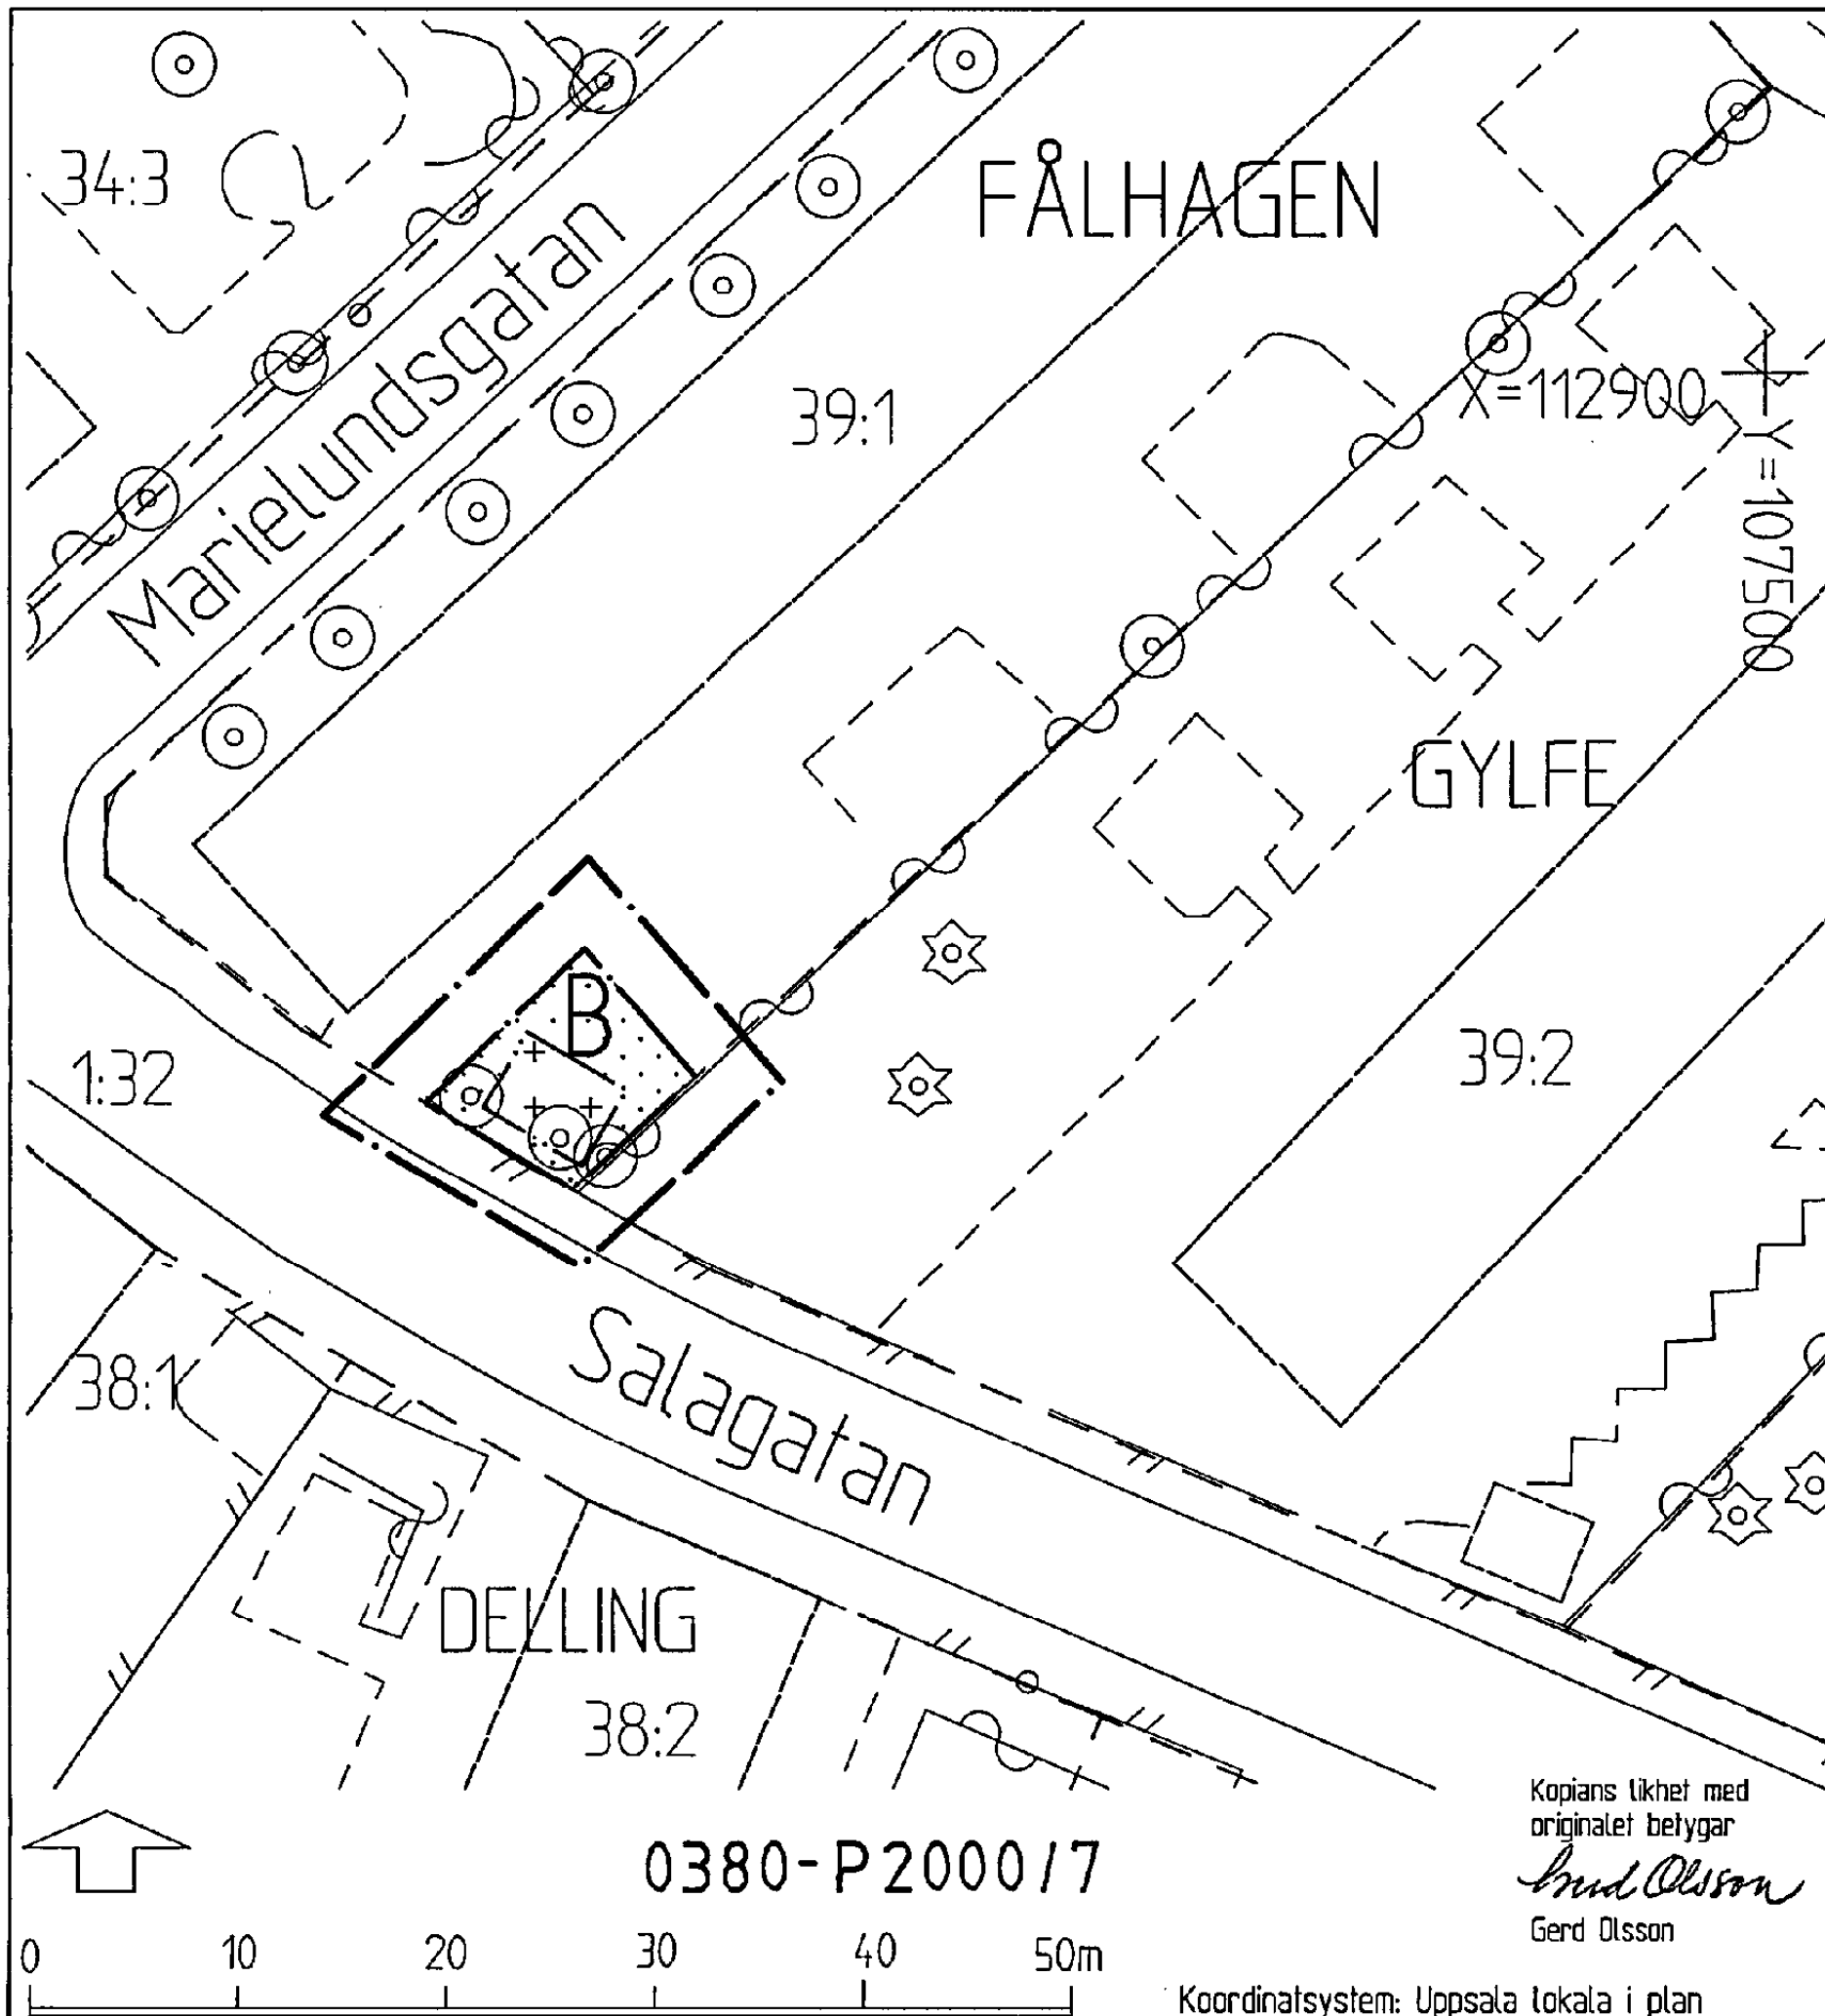 34:3
FÅLHAGEN
Marielundsgatan
39:1
X=112900
Y=107500
GYLFE
B
39:2
1:32
Salagatan
38:1
DELLING
38:2
Kopians likhet med
originalet betygar
Gerd Olsson
Gerd Olsson
0380-P2000/7
0 10 20 30 40 50m
Koordinatsystem: Uppsala lokala i plan